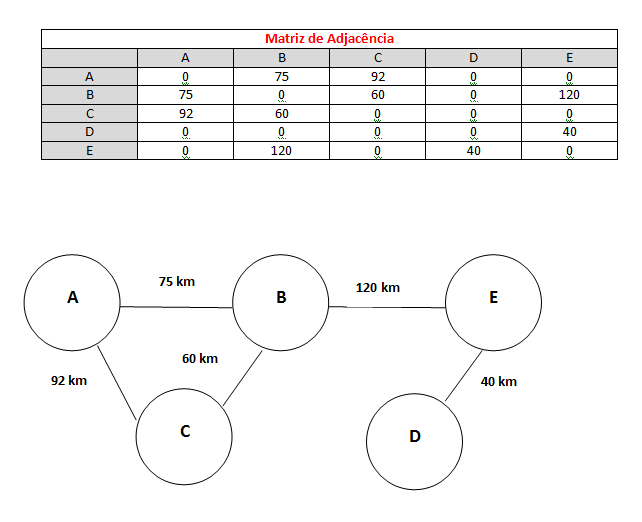 Matriz de Adjacência
A B C D E
A 0 75 92 0 0
B 75 0 60 0 120
C 92 60 0 0 0
D 0 0 0 0 40
E 0 120 0 40 0
75 km
120 km
A B E
60 km
92 km
40 km
C
D